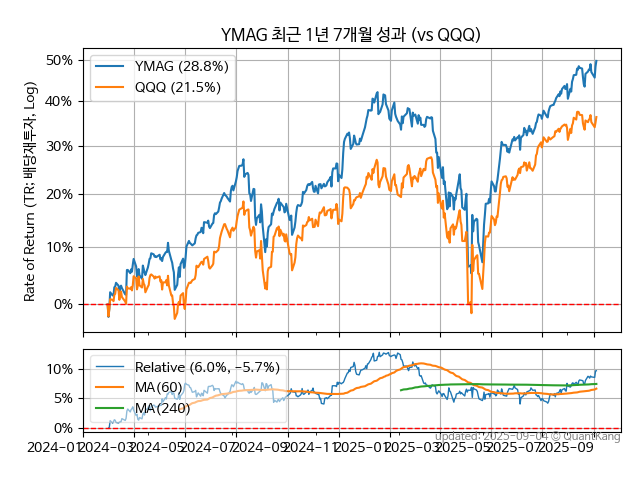 YMAG 최근 1년 7개월 성과 (vs QQQ)
Rate of Return (TR: 배당재투자, Log)
50%
40%
30%
20%
10%
0%
YMAG (28.8%)
QQQ (21.5%)
10%
5%
0%
Relative (6.0%, −5.7%)
MA(60)
MA(240)
2024-01 2024-03 2024-05 2024-07 2024-09 2024-11 2025-01 2025-03 2025-05 2025-07 2025-09
updated: 2025-09-04 © QuantKang